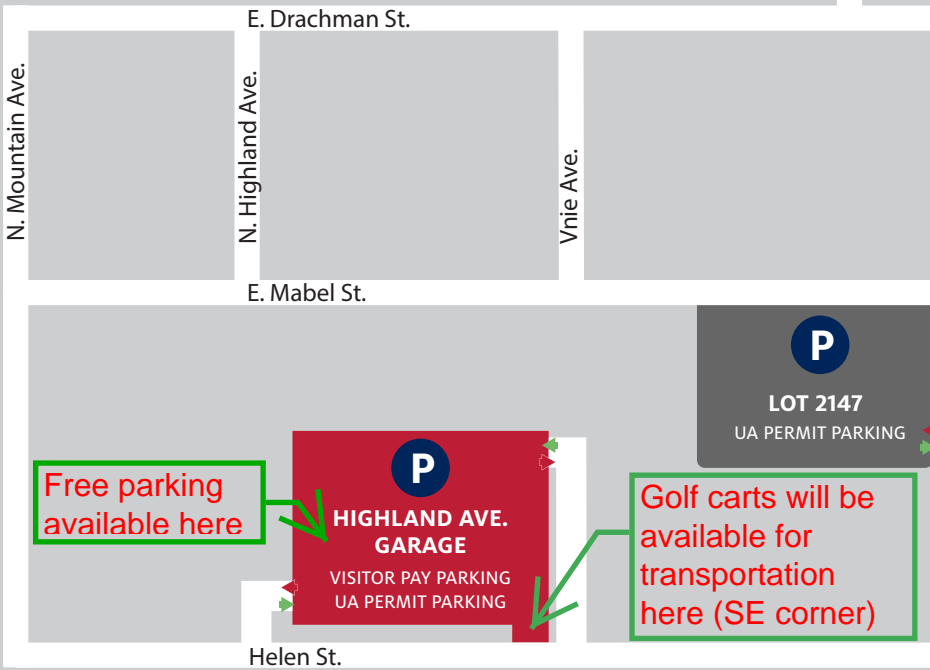 E. Drachman St.
N. Mountain Ave.
N. Highland Ave.
Vnie Ave.
E. Mabel St.
P
LOT 2147
UA PERMIT PARKING
Free parking
available here
P
HIGHLAND AVE.
GARAGE
VISITOR PAY PARKING
UA PERMIT PARKING
Golf carts will be
available for
transportation
here (SE corner)
Helen St.